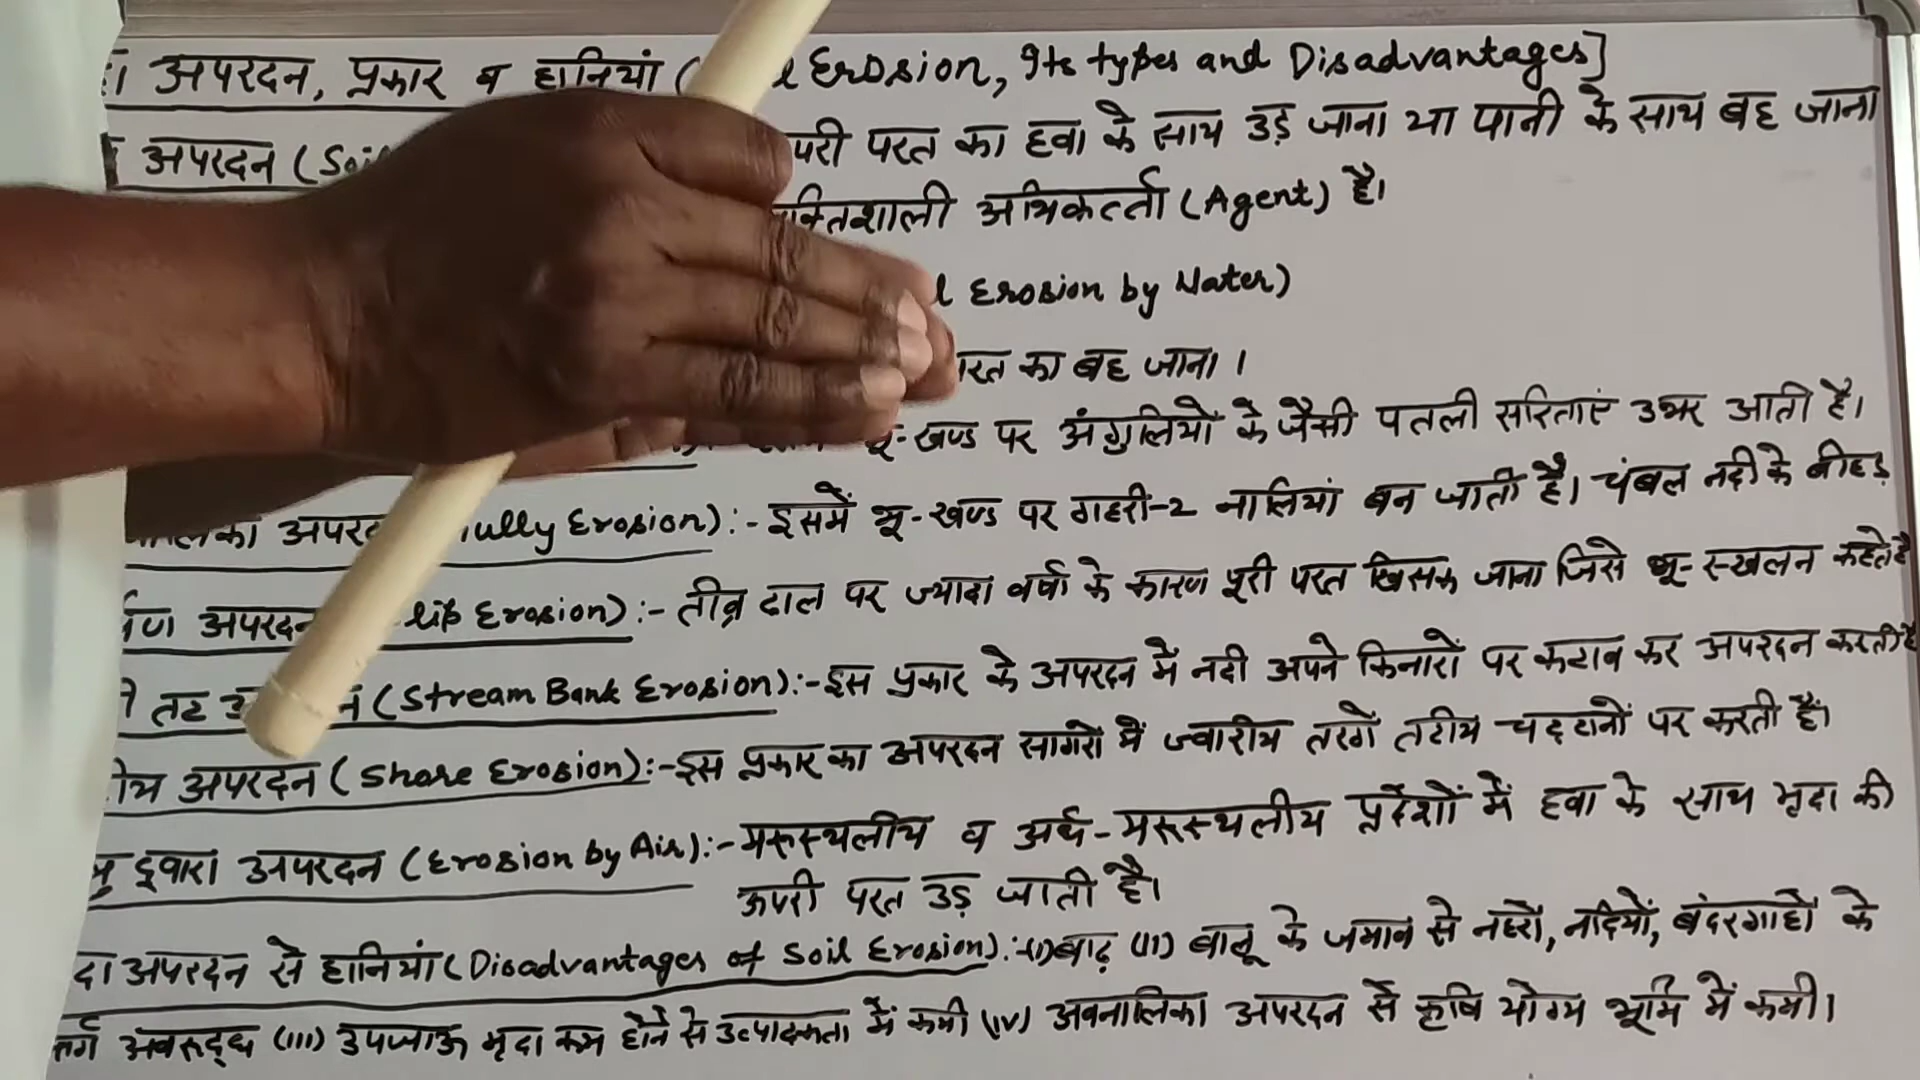 अपरदन, प्रकार व हानियां ( Erosion, Its types and Disadvantages]
अपरदन (Soil परी परत का हवा के साथ उड़ जाना या पानी के साथ बह जाना
क्तिशाली अभिकर्त्ता (Agent) है।
l Erosion by Water)
परत का बह जाना ।
भू-खण्ड पर अंगुलियों के जैसी पतली सरिताएं उभर आती है।
अपरद Gully Erosion):- इसमें भू-खण्ड पर गहरी-2 नालियां बन जाती है। चंबल नदी के बीहड़
अपरदन lip Erosion):- तीव्र ढाल पर ज्यादा वर्षा के कारण पूरी परत खिसक जाना जिसे भू-स्खलन कहते है
तट (Stream Bank Erosion):- इस प्रकार के अपरदन में नदी अपने किनारों पर कटाव कर अपरदन करती है
अपरदन (Shore Erosion):- इस प्रकार का अपरदन सागरों में ज्वारीय तरंगें तटीय चट्टानों पर करती हैं।
यु द्वारा अपरदन (Erosion by Air):- मरुस्थलीय व अर्ध-मरुस्थलीय प्रदेशों में हवा के साथ मृदा की
ऊपरी परत उड़ जाती है।
दा अपरदन से हानियां (Disadvantages of Soil Erosion):- (i) बाढ़ (ii) बालू के जमाव से नहरों, नदियों, बंदरगाहों के
मार्ग अवरुद्ध (iii) उपजाऊ मृदा कम होने से उत्पादकता में कमी (iv) अवनालिका अपरदन से कृषि योग्य भूमि में कमी।